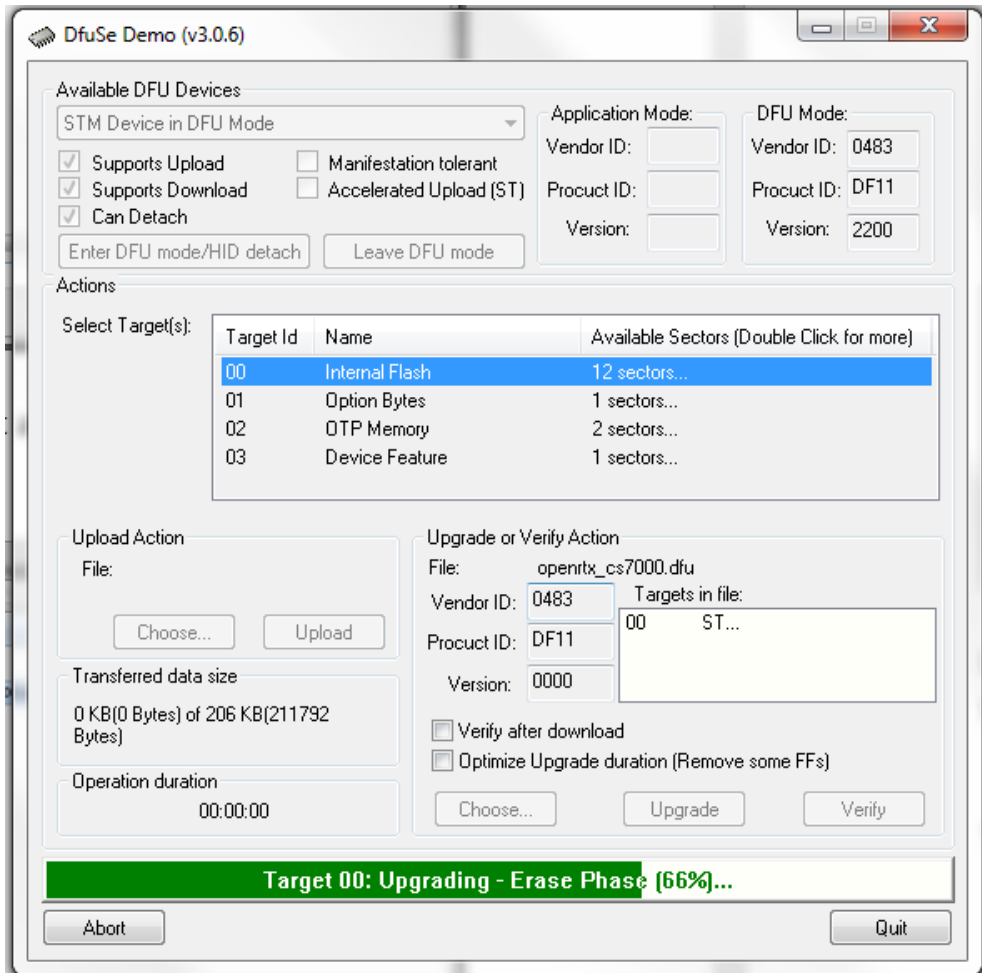 DfuSe Demo (v3.0.6)
Available DFU Devices
STM Device in DFU Mode
Supports Upload
Manifestation tolerant
Supports Download
Accelerated Upload (ST)
Can Detach
Enter DFU mode/HID detach
Leave DFU mode
Application Mode:
Vendor ID:
Procuct ID:
Version:
DFU Mode:
Vendor ID: 0483
Procuct ID: DF11
Version: 2200
Actions
Select Target(s):
Target Id Name Available Sectors (Double Click for more)
00 Internal Flash 12 sectors...
01 Option Bytes 1 sectors...
02 OTP Memory 2 sectors...
03 Device Feature 1 sectors...
Upload Action
File:
Choose... Upload
Transferred data size
0 KB(0 Bytes) of 206 KB(211792
Bytes)
Operation duration
00:00:00
Upgrade or Verify Action
File: openrtx_cs7000.dfu
Vendor ID: 0483
Procuct ID: DF11
Version: 0000
Targets in file:
00 ST...
Verify after download
Optimize Upgrade duration (Remove some FFs)
Choose... Upgrade Verify
Target 00: Upgrading - Erase Phase (66%)...
Abort Quit